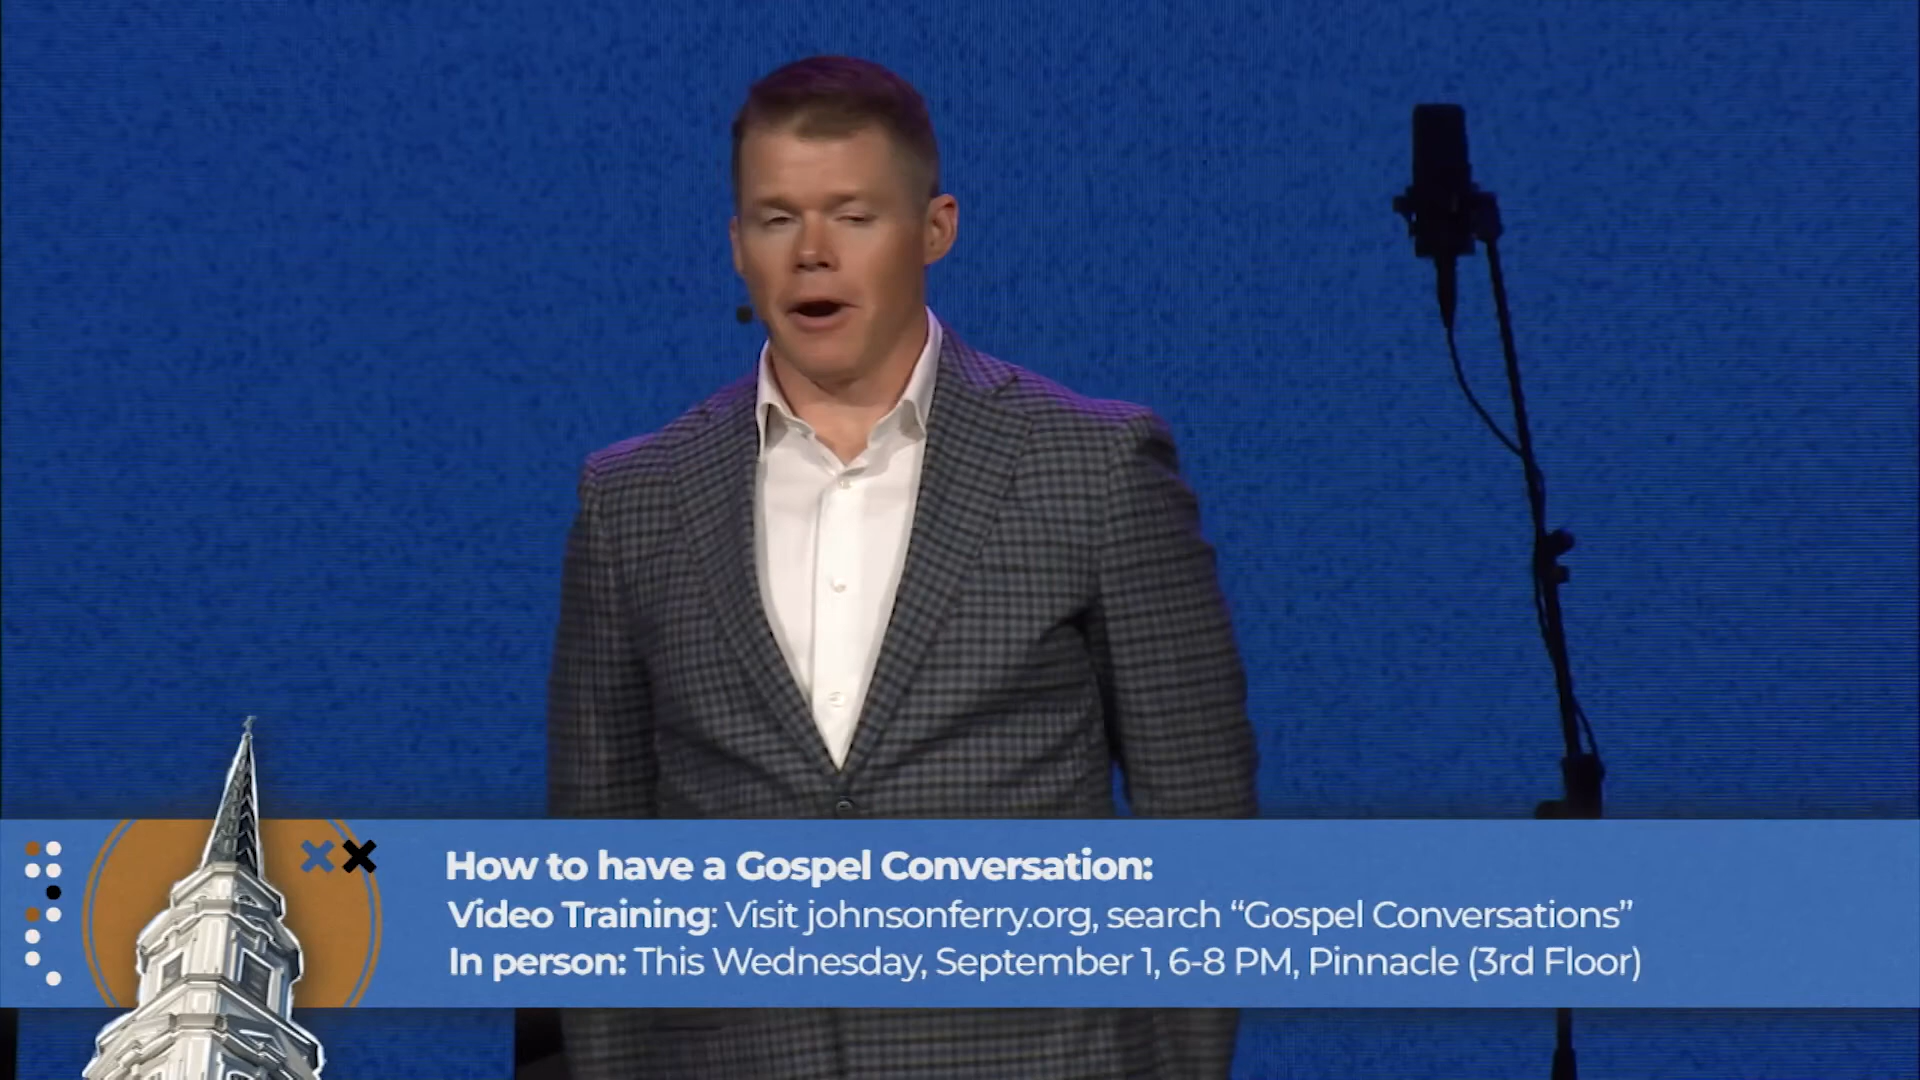 How to have a Gospel Conversation:
Video Training: Visit johnsonferry.org, search “Gospel Conversations”
In person: This Wednesday, September 1, 6-8 PM, Pinnacle (3rd Floor)